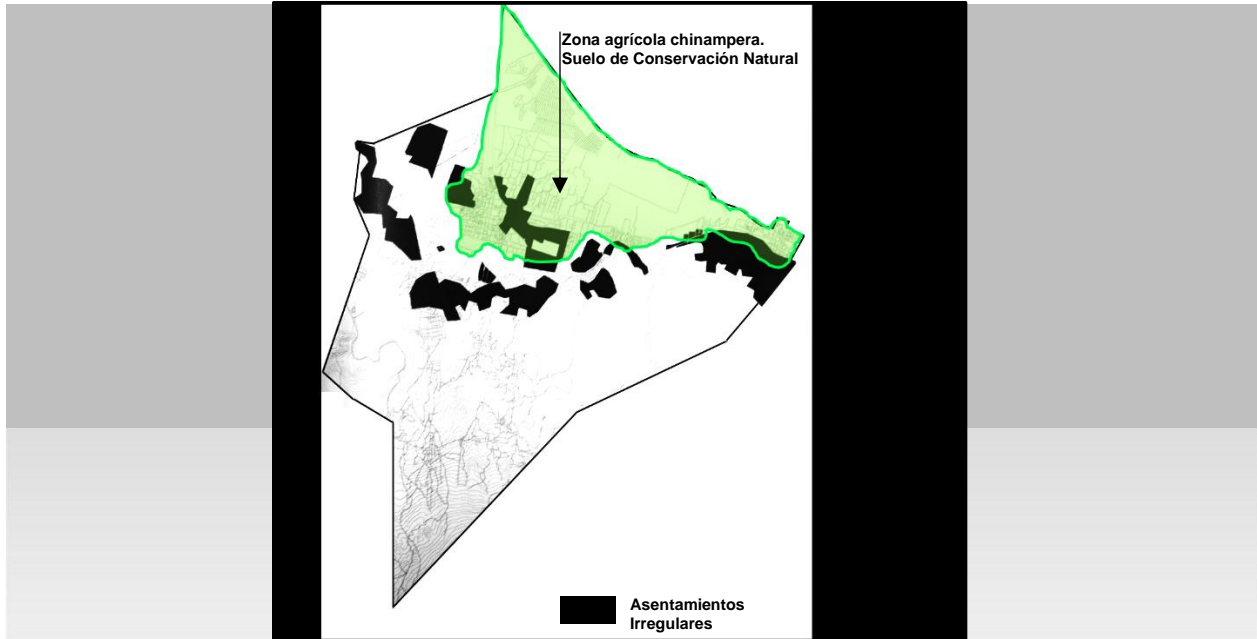 Zona agrícola chinampera.
Suelo de Conservación Natural
Asentamientos
Irregulares